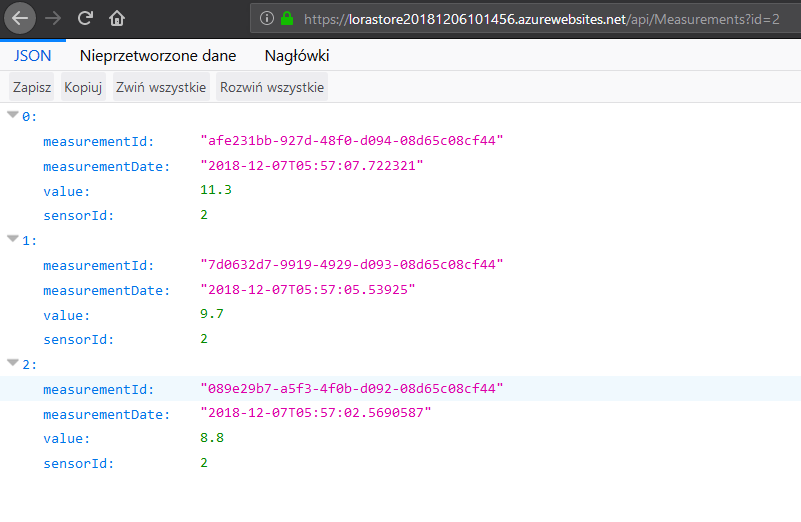 https://lorastore20181206101456.azurewebsites.net/api/Measurements?id=2
JSON Nieprzetworzone dane Nagłówki
Zapisz Kopiuj Zwiń wszystkie Rozwiń wszystkie
0:
measurementId: "afe231bb-927d-48f0-d094-08d65c08cf44"
measurementDate: "2018-12-07T05:57:07.722321"
value: 11.3
sensorId: 2
1:
measurementId: "7d0632d7-9919-4929-d093-08d65c08cf44"
measurementDate: "2018-12-07T05:57:05.53925"
value: 9.7
sensorId: 2
2:
measurementId: "089e29b7-a5f3-4f0b-d092-08d65c08cf44"
measurementDate: "2018-12-07T05:57:02.5690587"
value: 8.8
sensorId: 2